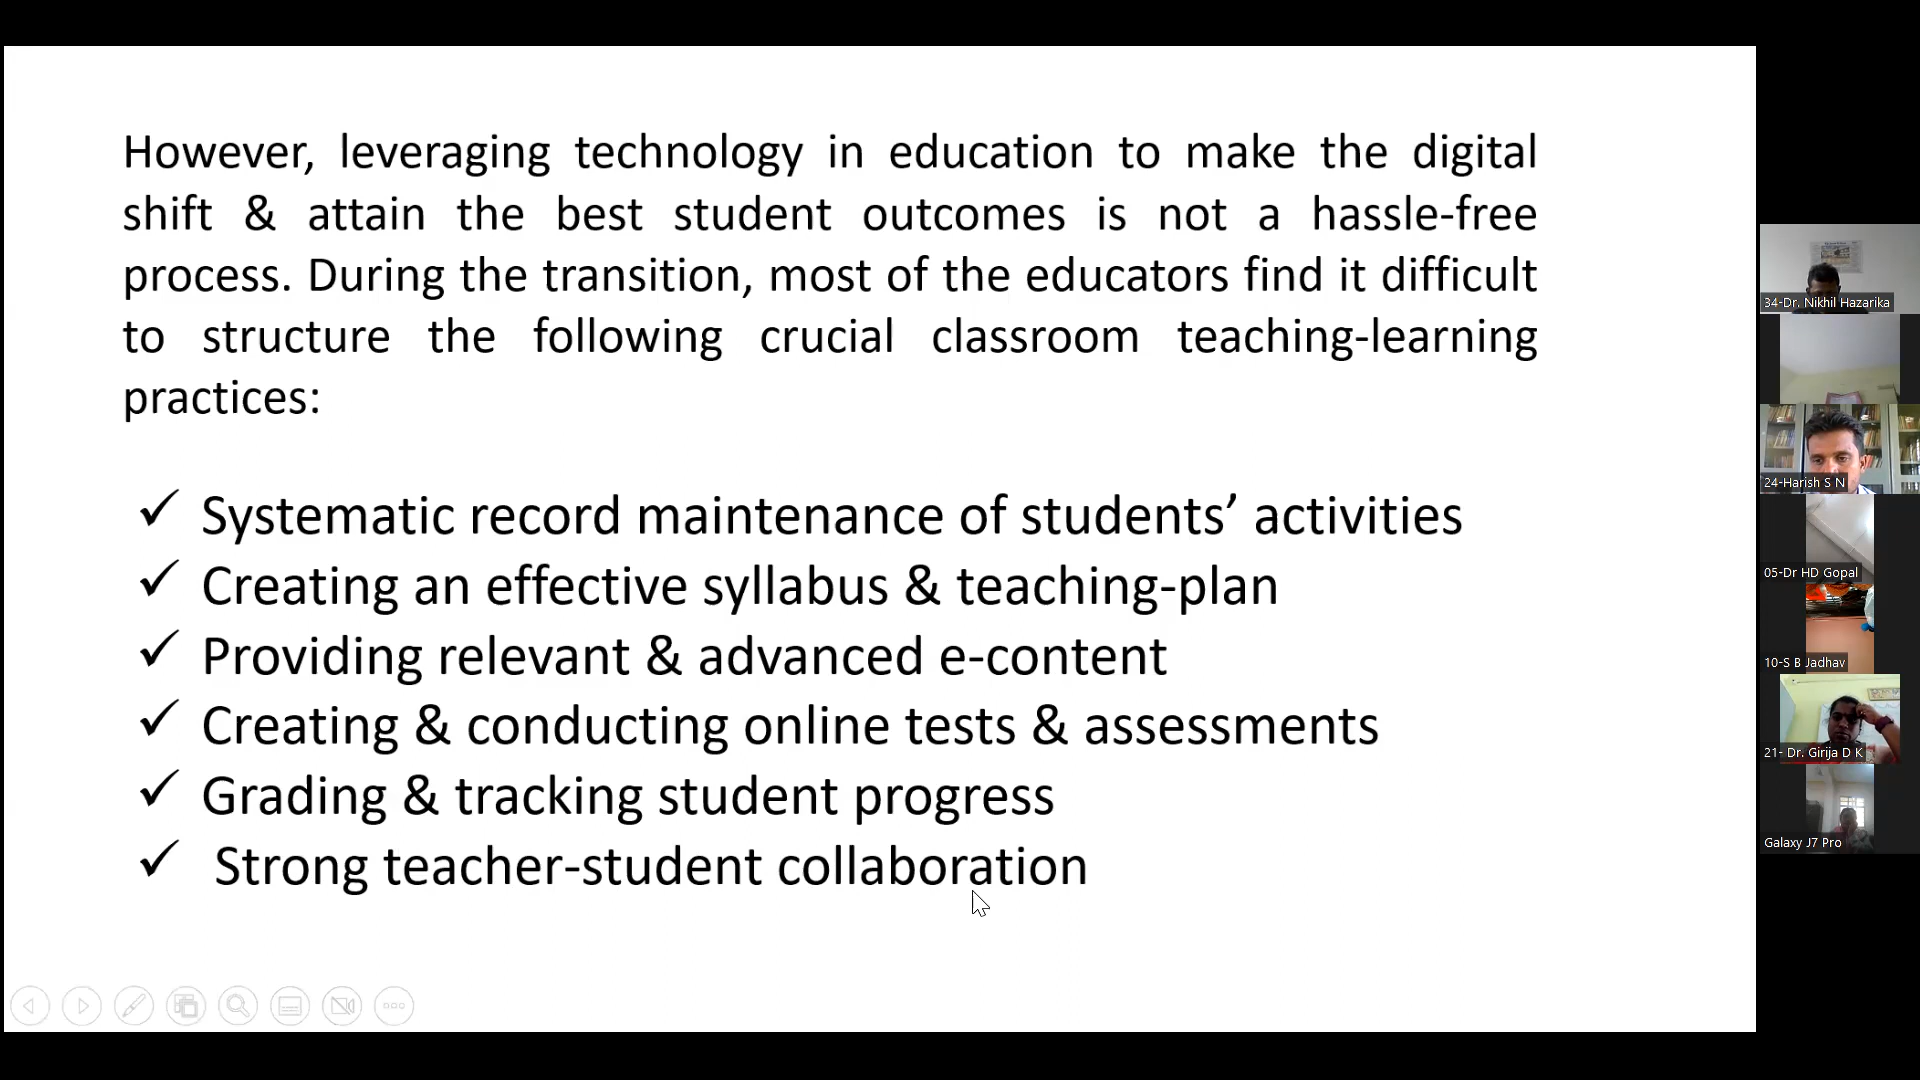 However, leveraging technology in education to make the digital
shift & attain the best student outcomes is not a hassle-free
process. During the transition, most of the educators find it difficult
to structure the following crucial classroom teaching-learning
practices:
✓ Systematic record maintenance of students’ activities
✓ Creating an effective syllabus & teaching-plan
✓ Providing relevant & advanced e-content
✓ Creating & conducting online tests & assessments
✓ Grading & tracking student progress
✓ Strong teacher-student collaboration
34-Dr. Nikhil Hazarika
24-Harish S N
05-Dr HD Gopal
10-S B Jadhav
21- Dr. Girija D K
Galaxy J7 Pro